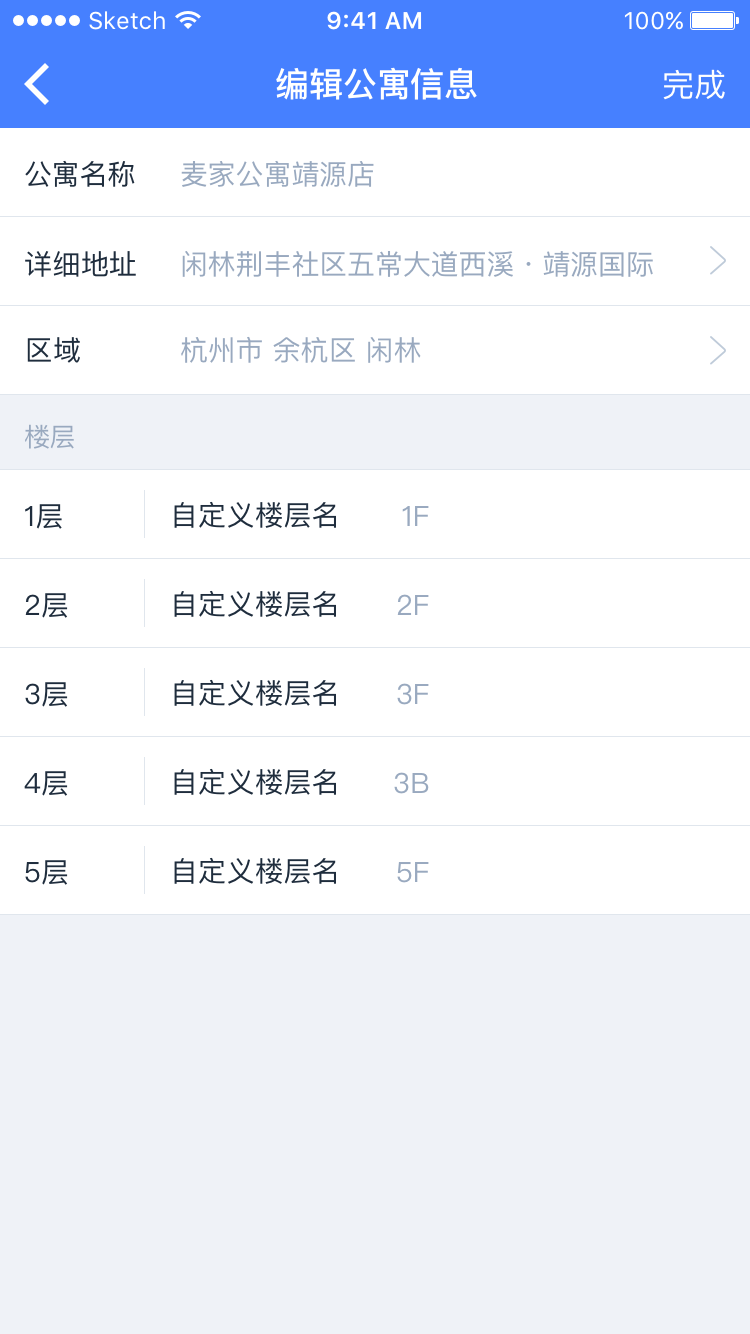 Sketch 9:41 AM 100%
编辑公寓信息 完成
公寓名称 麦家公寓靖源店
详细地址 闲林荆丰社区五常大道西溪·靖源国际
区域 杭州市 余杭区 闲林
楼层
1层 自定义楼层名 1F
2层 自定义楼层名 2F
3层 自定义楼层名 3F
4层 自定义楼层名 3B
5层 自定义楼层名 5F